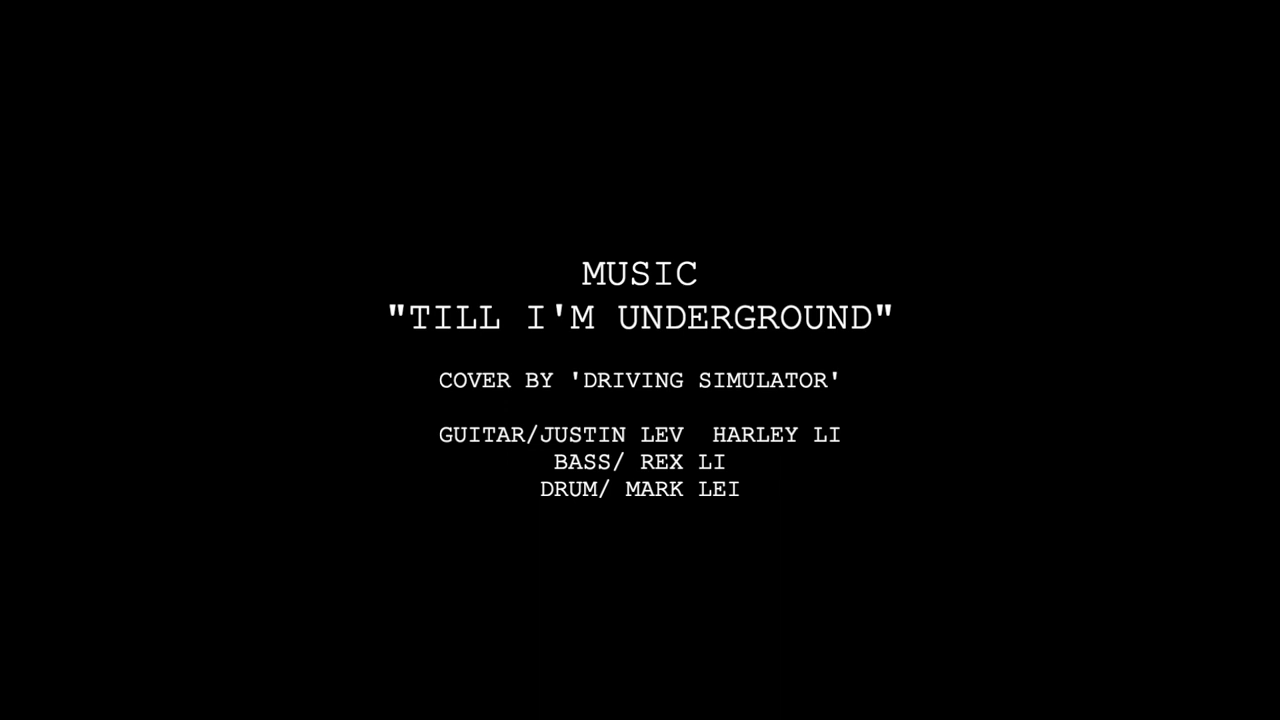 MUSIC
"TILL I'M UNDERGROUND"
COVER BY 'DRIVING SIMULATOR'
GUITAR/JUSTIN LEV  HARLEY LI
BASS/ REX LI
DRUM/ MARK LEI